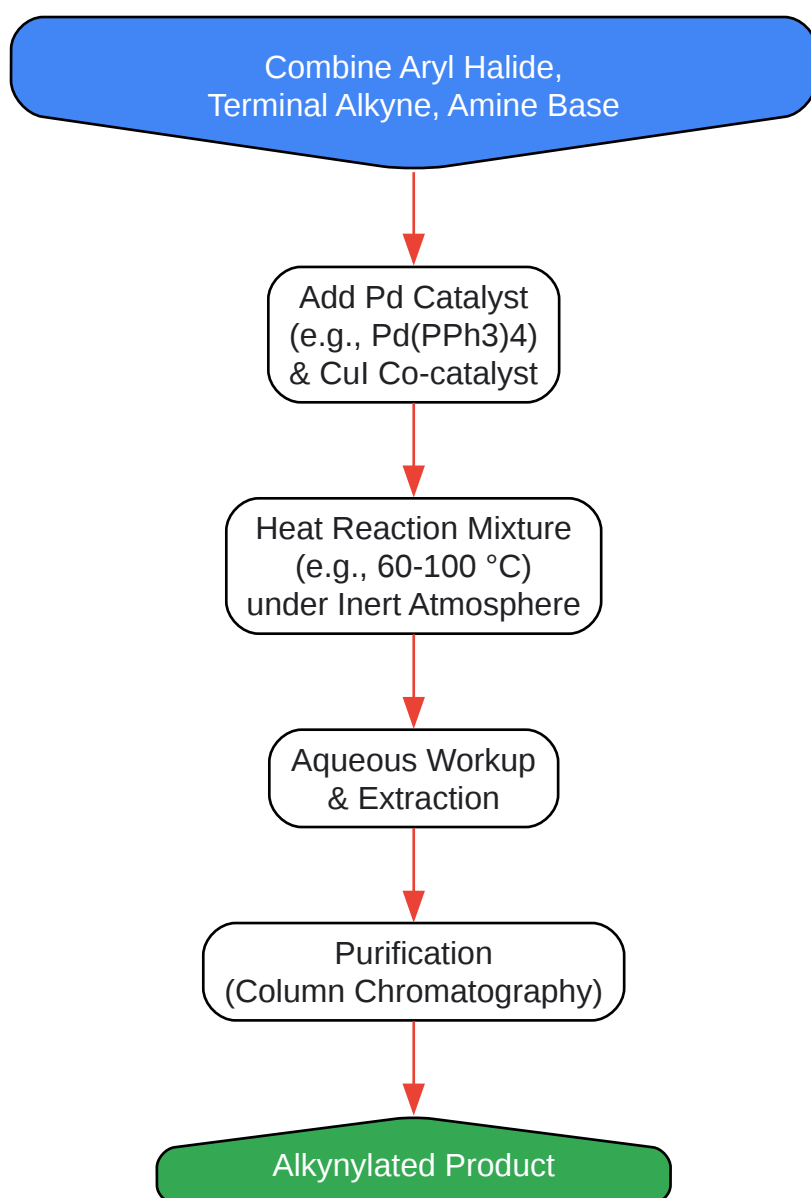 Combine Aryl Halide,
Terminal Alkyne, Amine Base
Add Pd Catalyst
(e.g., Pd(PPh3)4)
& CuI Co-catalyst
Heat Reaction Mixture
(e.g., 60-100 °C)
under Inert Atmosphere
Aqueous Workup
& Extraction
Purification
(Column Chromatography)
Alkynylated Product